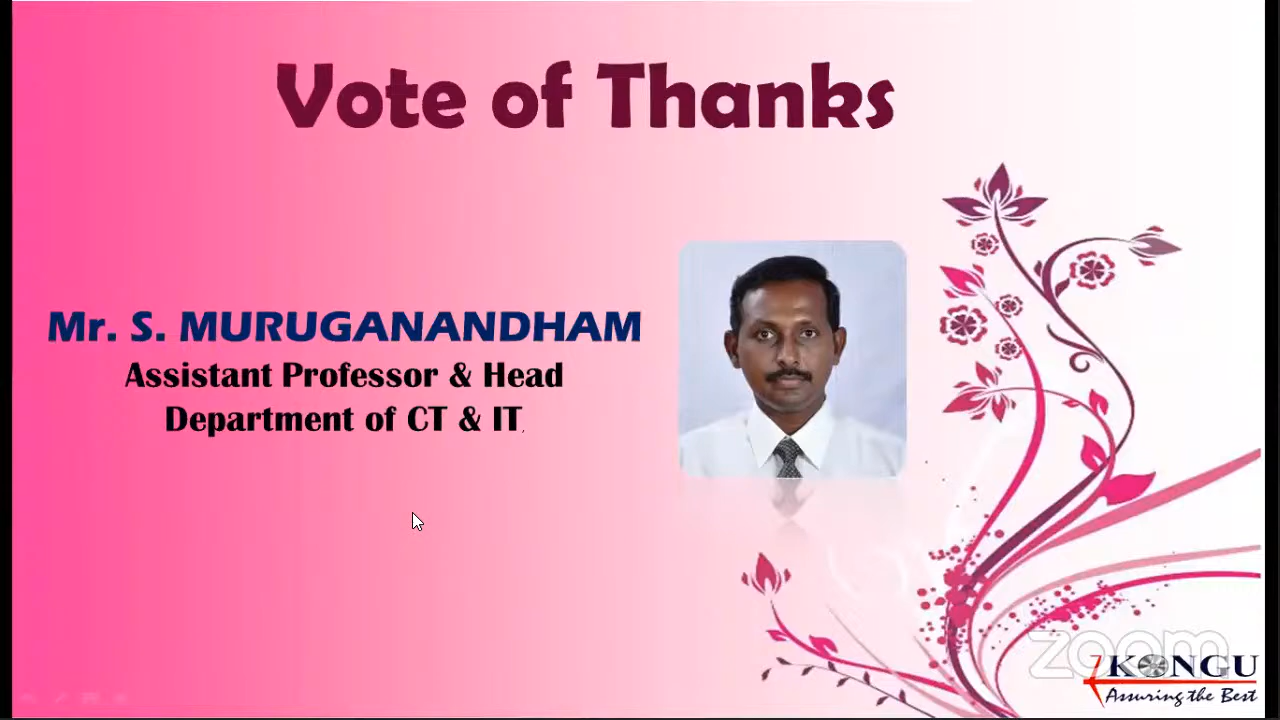 Vote of Thanks
Mr. S. MURUGANANDHAM
Assistant Professor & Head
Department of CT & IT
zoom
KONGU
Assuring the Best